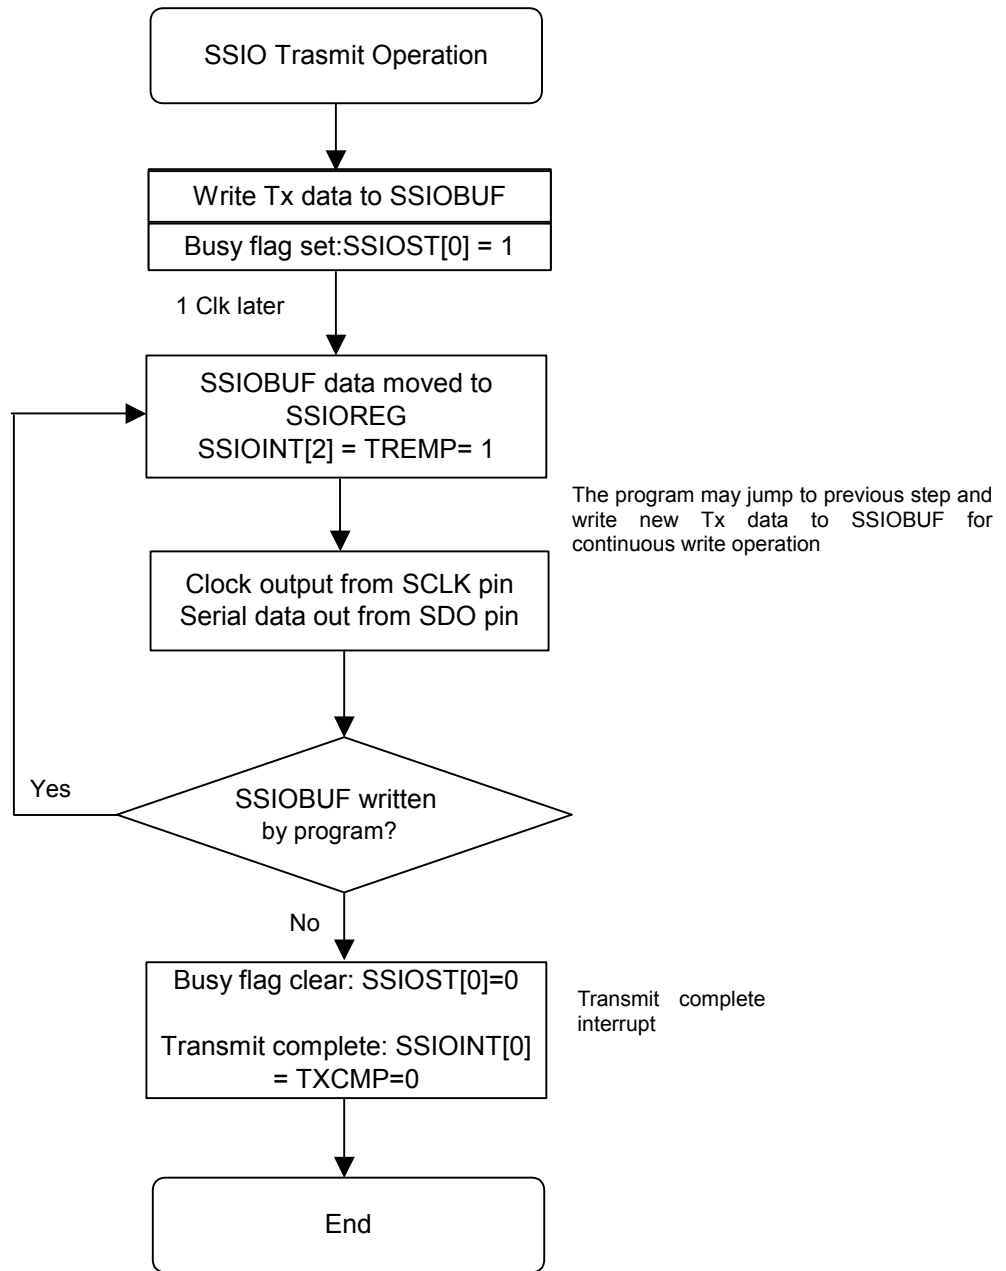 SSIO Trasmit Operation
Write Tx data to SSIOBUF
Busy flag set:SSIOST[0] = 1
1 Clk later
SSIOBUF data moved to
SSIOREG
SSIOINT[2] = TREMP= 1
The program may jump to previous step and
write new Tx data to SSIOBUF for
continuous write operation
Clock output from SCLK pin
Serial data out from SDO pin
Yes
SSIOBUF written
by program?
No
Busy flag clear: SSIOST[0]=0
Transmit complete: SSIOINT[0]
= TXCMP=0
Transmit complete
interrupt
End